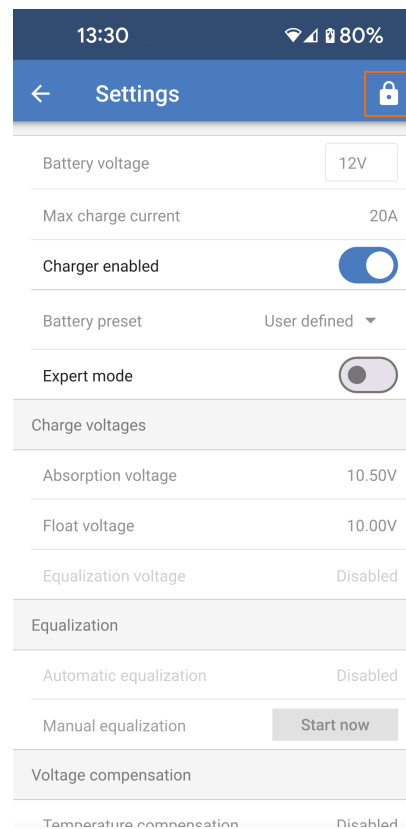 13:30 80%
Settings
Battery voltage 12V
Max charge current 20A
Charger enabled
Battery preset User defined
Expert mode
Charge voltages
Absorption voltage 10.50V
Float voltage 10.00V
Equalization voltage Disabled
Equalization
Automatic equalization Disabled
Manual equalization Start now
Voltage compensation
Temperature compensation Disabled